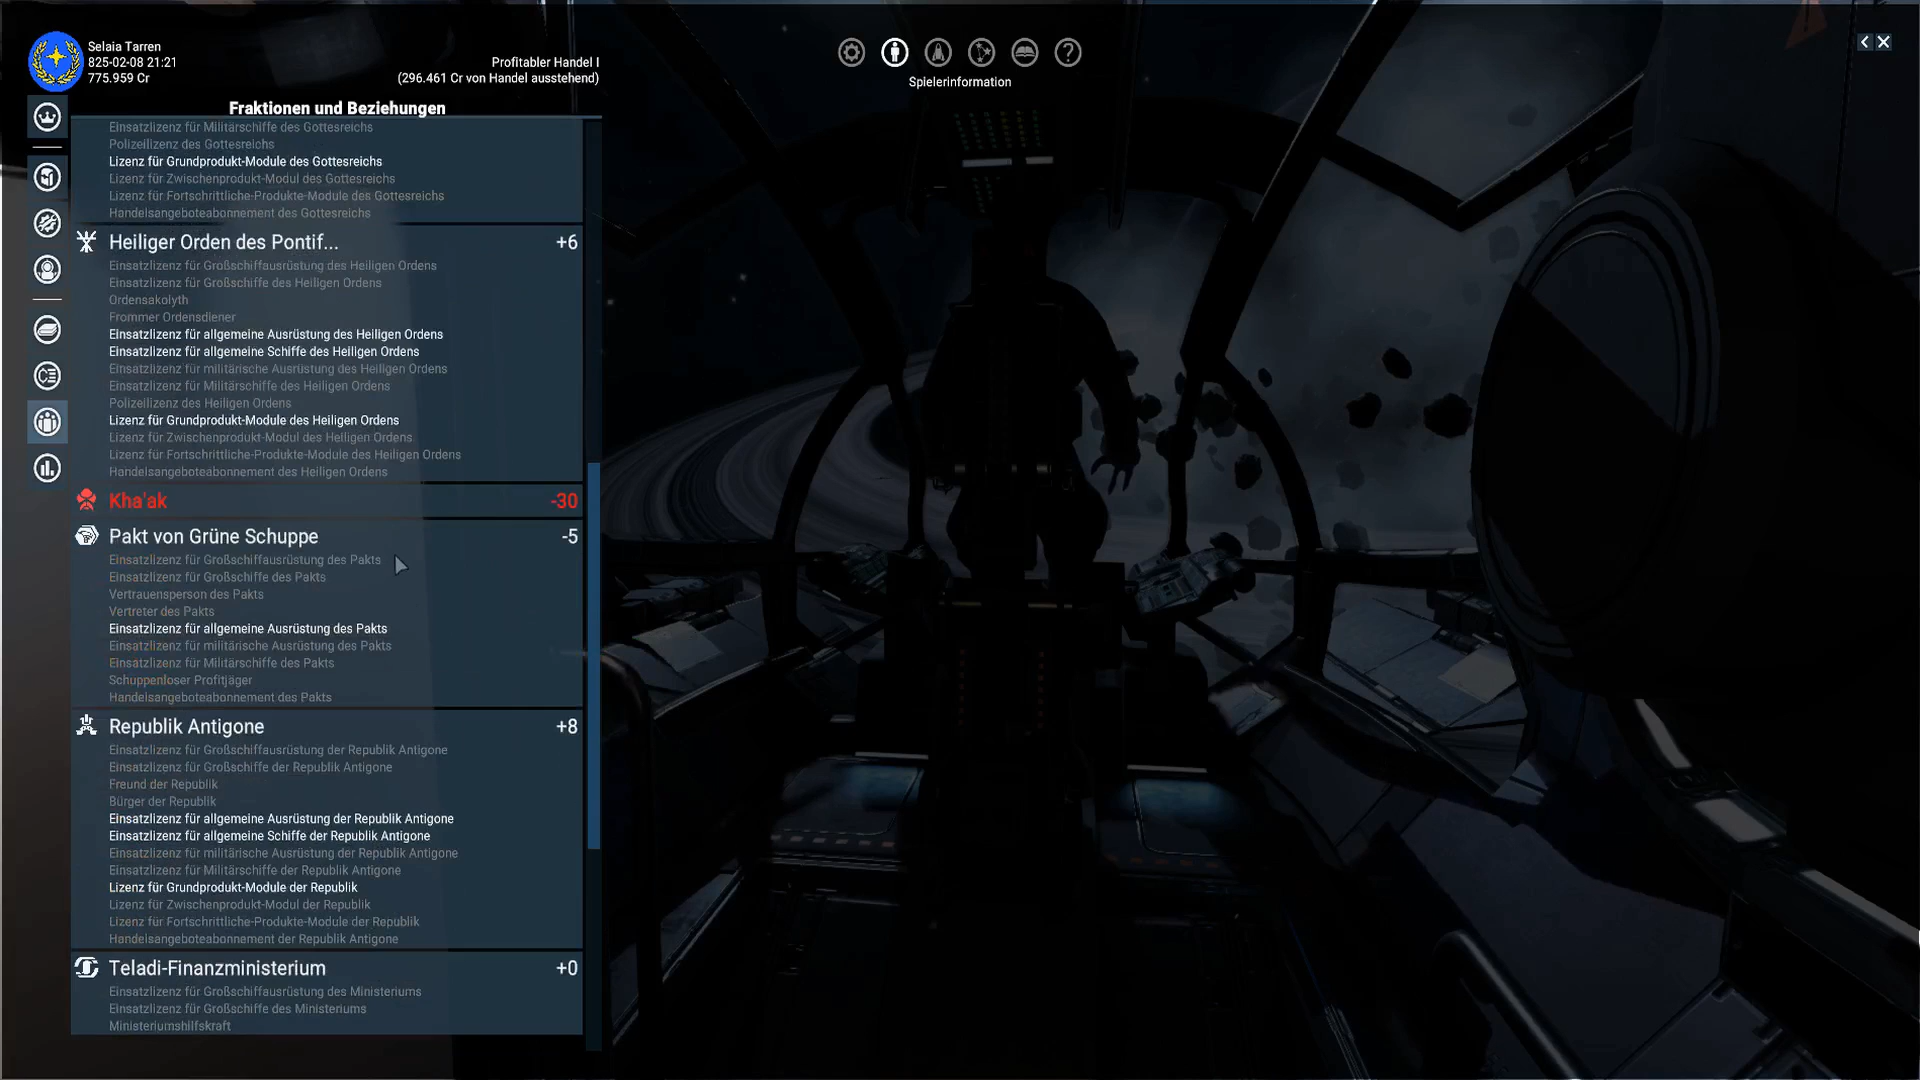 Selaia Tarren
825-02-08 21:21
775.959 Cr
Profitabler Handel I
(296.461 Cr von Handel ausstehend)
Spielerinformation
Fraktionen und Beziehungen
Einsatzlizenz für Militärschiffe des Gottesreichs
Polizeilizenz des Gottesreichs
Lizenz für Grundprodukt-Module des Gottesreichs
Lizenz für Zwischenprodukt-Modul des Gottesreichs
Lizenz für Fortschrittliche-Produkte-Module des Gottesreichs
Handelsangeboteabonnement des Gottesreichs
Heiliger Orden des Pontif... +6
Einsatzlizenz für Großschiffausrüstung des Heiligen Ordens
Einsatzlizenz für Großschiffe des Heiligen Ordens
Ordensakolyth
Frommer Ordensdiener
Einsatzlizenz für allgemeine Ausrüstung des Heiligen Ordens
Einsatzlizenz für allgemeine Schiffe des Heiligen Ordens
Einsatzlizenz für militärische Ausrüstung des Heiligen Ordens
Einsatzlizenz für Militärschiffe des Heiligen Ordens
Polizeilizenz des Heiligen Ordens
Lizenz für Grundprodukt-Module des Heiligen Ordens
Lizenz für Zwischenprodukt-Modul des Heiligen Ordens
Lizenz für Fortschrittliche-Produkte-Module des Heiligen Ordens
Handelsangeboteabonnement des Heiligen Ordens
Kha'ak -30
Pakt von Grüne Schuppe -5
Einsatzlizenz für Großschiffausrüstung des Pakts
Einsatzlizenz für Großschiffe des Pakts
Vertrauensperson des Pakts
Vertreter des Pakts
Einsatzlizenz für allgemeine Ausrüstung des Pakts
Einsatzlizenz für militärische Ausrüstung des Pakts
Einsatzlizenz für Militärschiffe des Pakts
Schuppenloser Profitjäger
Handelsangeboteabonnement des Pakts
Republik Antigone +8
Einsatzlizenz für Großschiffausrüstung der Republik Antigone
Einsatzlizenz für Großschiffe der Republik Antigone
Freund der Republik
Bürger der Republik
Einsatzlizenz für allgemeine Ausrüstung der Republik Antigone
Einsatzlizenz für allgemeine Schiffe der Republik Antigone
Einsatzlizenz für militärische Ausrüstung der Republik Antigone
Einsatzlizenz für Militärschiffe der Republik Antigone
Lizenz für Grundprodukt-Module der Republik
Lizenz für Zwischenprodukt-Modul der Republik
Lizenz für Fortschrittliche-Produkte-Module der Republik
Handelsangeboteabonnement der Republik Antigone
Teladi-Finanzministerium +0
Einsatzlizenz für Großschiffausrüstung des Ministeriums
Einsatzlizenz für Großschiffe des Ministeriums
Ministeriumshilfskraft